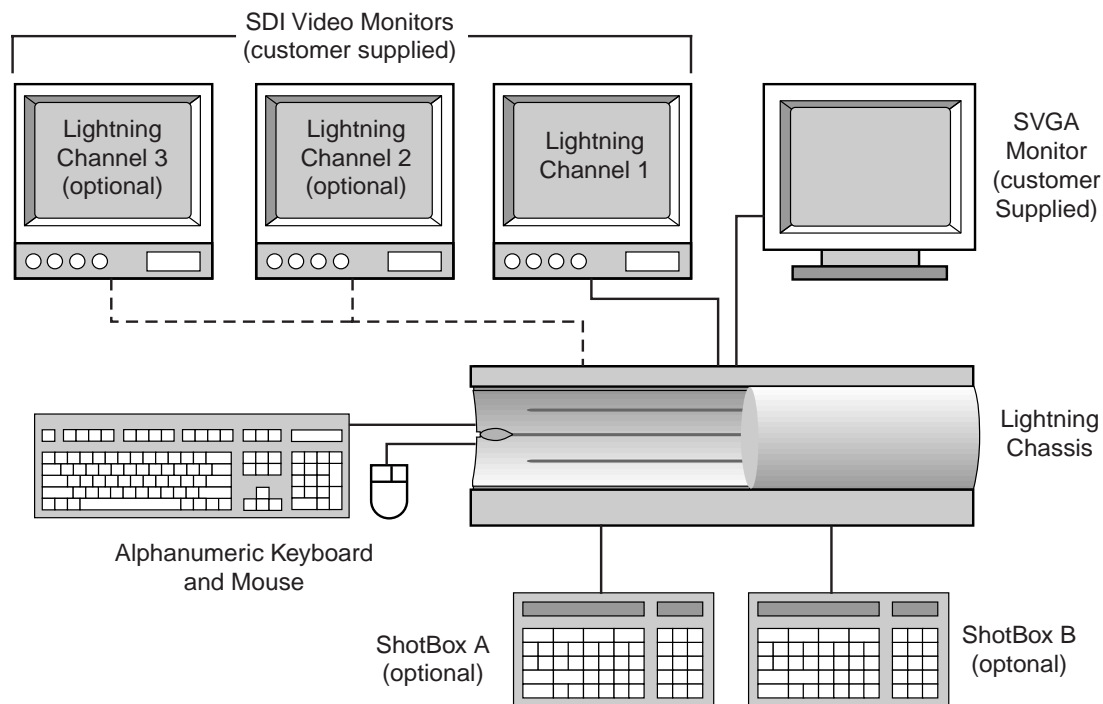 SDI Video Monitors
(customer supplied)
Lightning
Channel 3
(optional)
Lightning
Channel 2
(optional)
Lightning
Channel 1
SVGA
Monitor
(customer
Supplied)
Lightning
Chassis
Alphanumeric Keyboard
and Mouse
ShotBox A
(optional)
ShotBox B
(optonal)